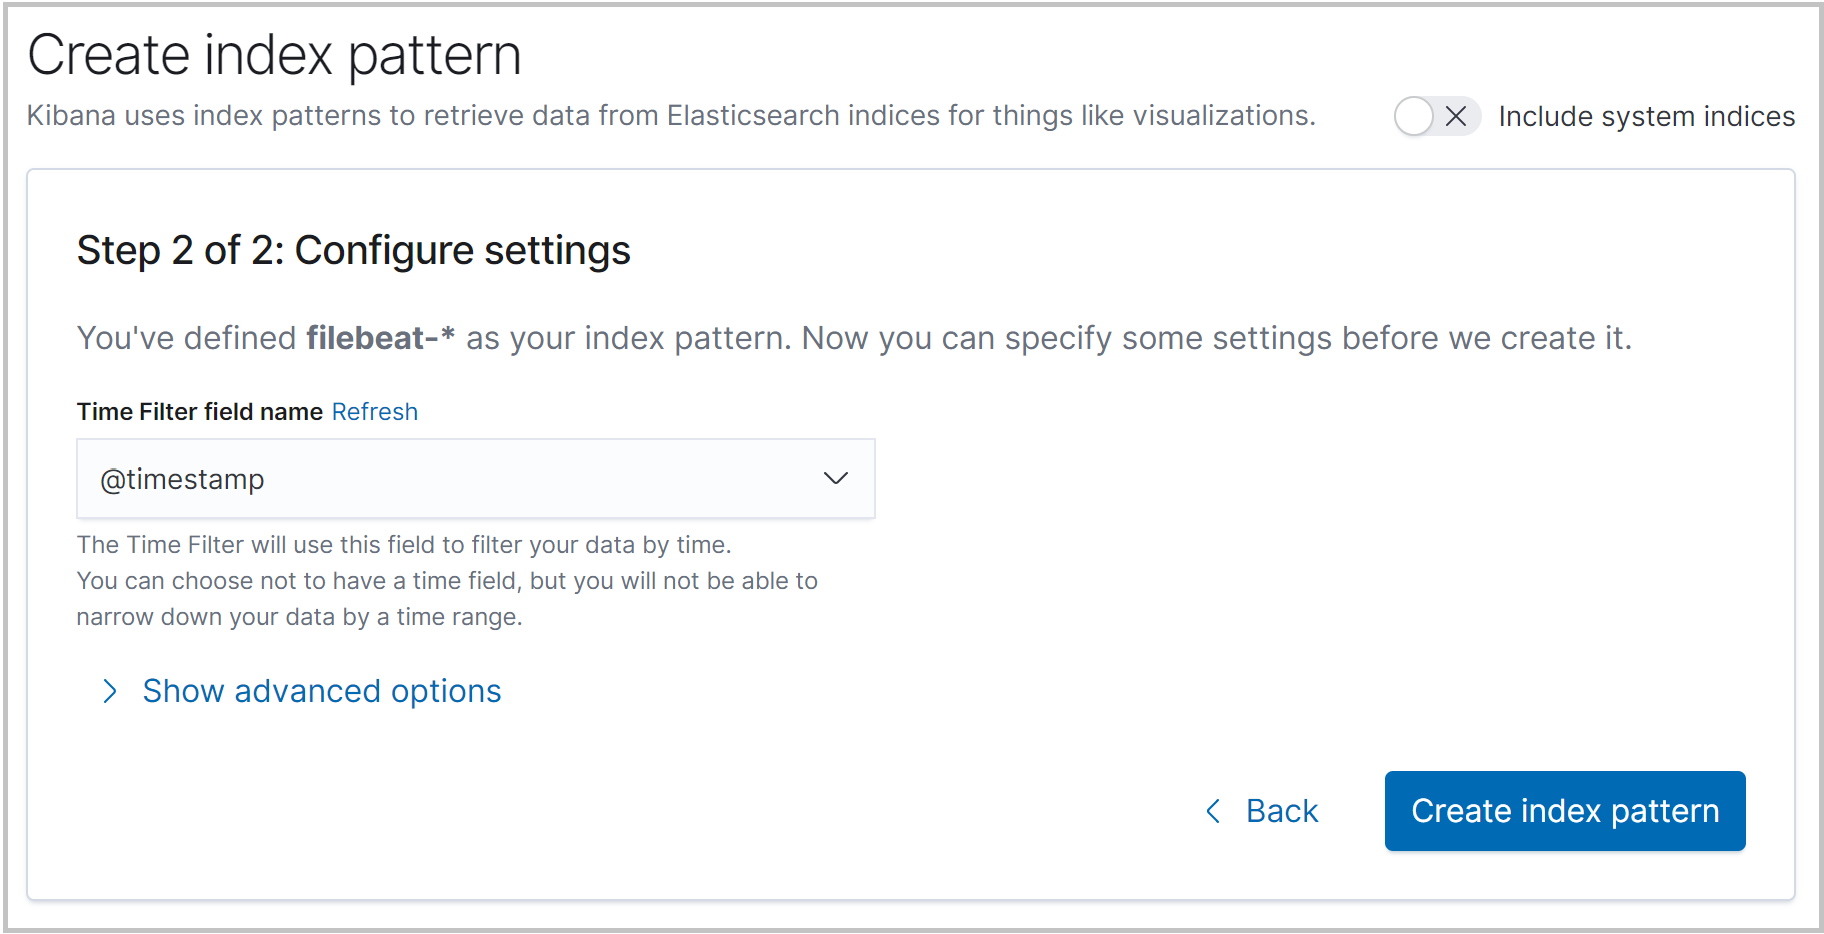 Create index pattern
Kibana uses index patterns to retrieve data from Elasticsearch indices for things like visualizations.
Include system indices
Step 2 of 2: Configure settings
You've defined filebeat-* as your index pattern. Now you can specify some settings before we create it.
Time Filter field name Refresh
@timestamp
The Time Filter will use this field to filter your data by time.
You can choose not to have a time field, but you will not be able to
narrow down your data by a time range.
Show advanced options
Back
Create index pattern